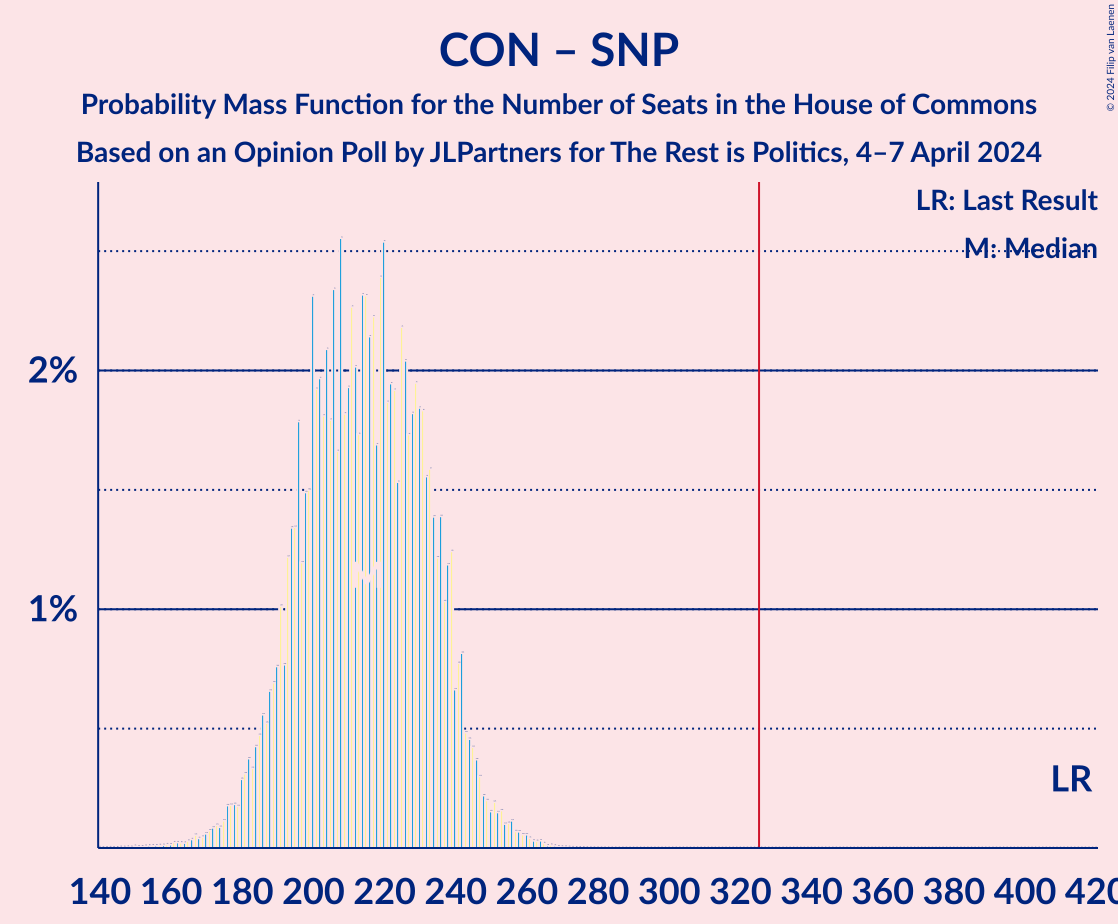 CON – SNP
Probability Mass Function for the Number of Seats in the House of Commons
Based on an Opinion Poll by JLPartners for The Rest is Politics, 4–7 April 2024
© 2024 Filip van Laenen
LR: Last Result
M: Median
2%
1%
M
LR
140 160 180 200 220 240 260 280 300 320 340 360 380 400 420